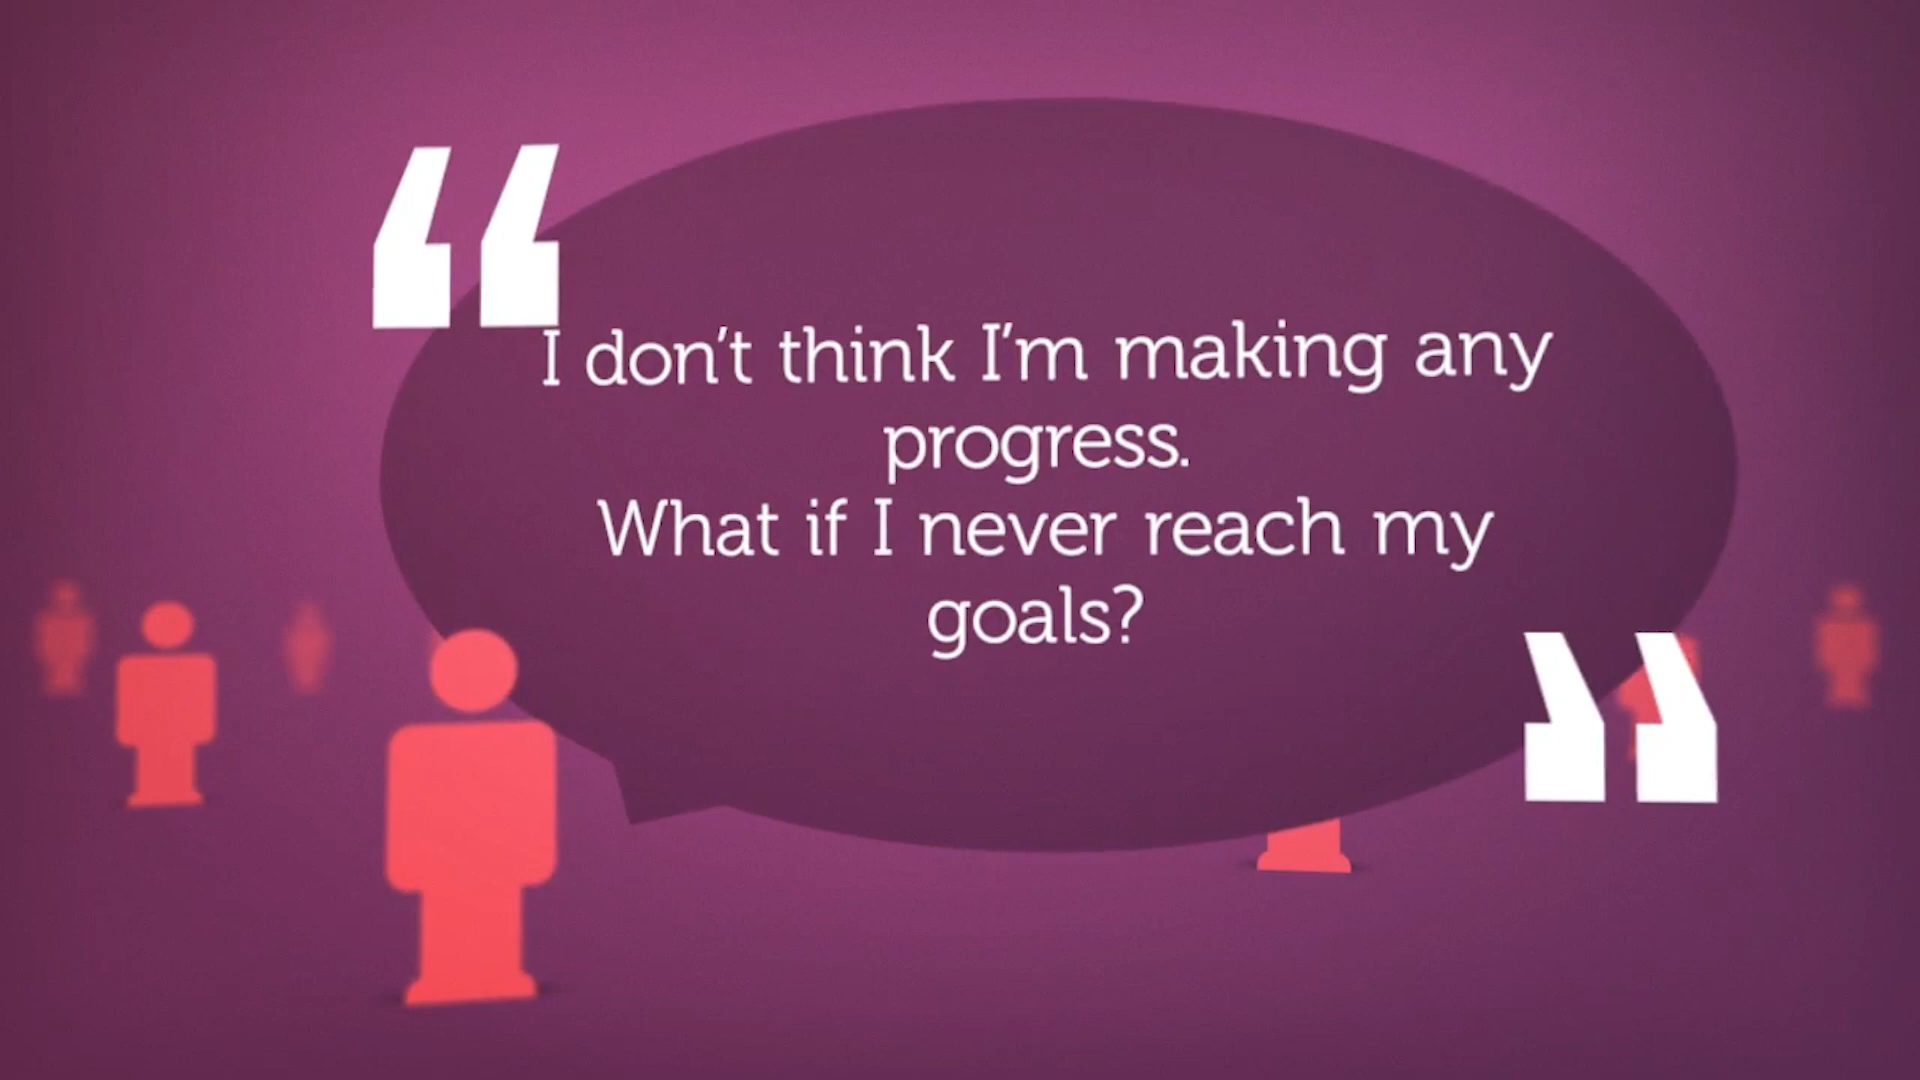 “I don’t think I’m making any
progress.
What if I never reach my
goals?”